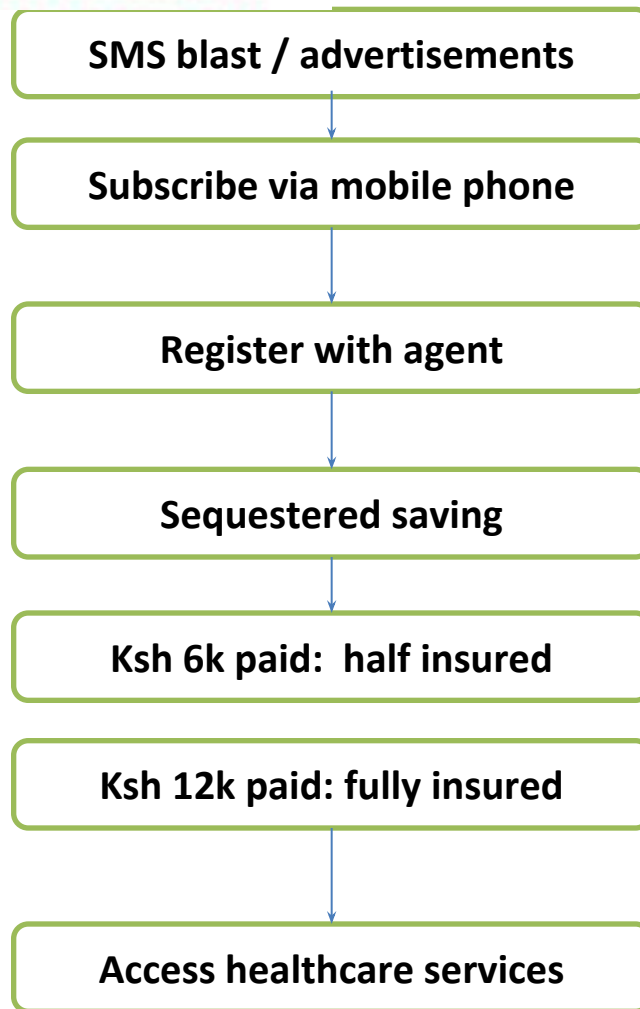 SMS blast / advertisements
Subscribe via mobile phone
Register with agent
Sequestered saving
Ksh 6k paid:  half insured
Ksh 12k paid: fully insured
Access healthcare services